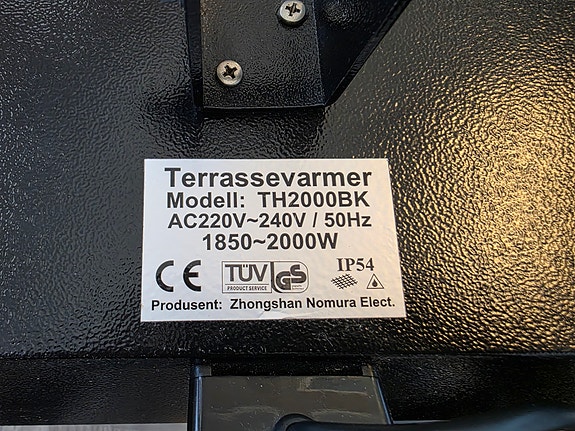 Terrassevarmer
Modell: TH2000BK
AC220V~240V / 50Hz
1850~2000W
CE TÜV GS IP54
PRODUCT SERVICE
Produsent: Zhongshan Nomura Elect.